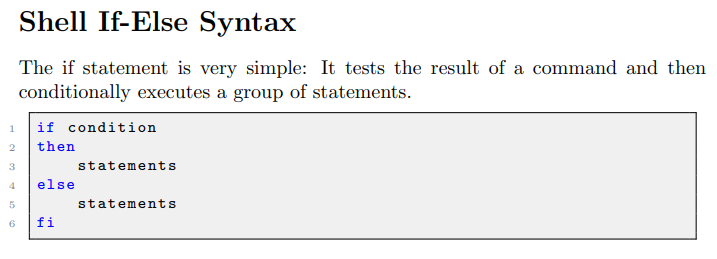 Shell If-Else Syntax
The if statement is very simple: It tests the result of a command and then
conditionally executes a group of statements.
1 if condition
2 then
3     statements
4 else
5     statements
6 fi